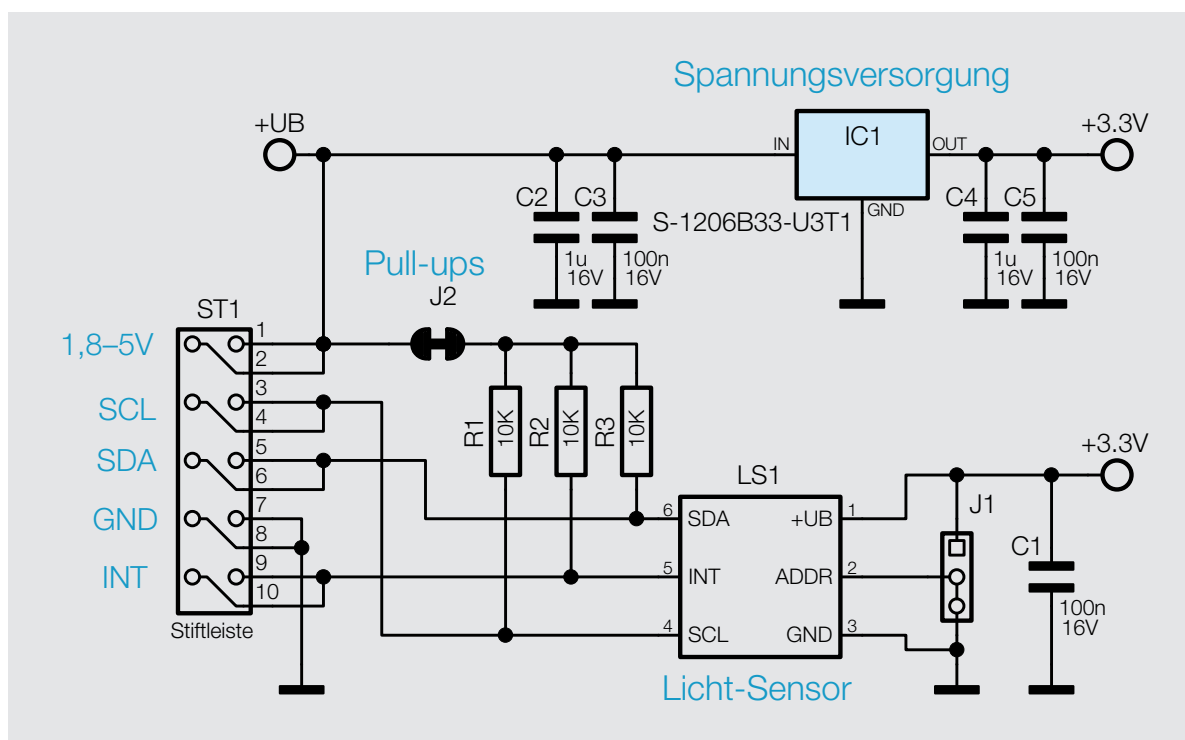 Spannungsversorgung
+UB
IN
IC1
OUT
+3.3V
GND
S-1206B33-U3T1
C2
1u
16V
C3
100n
16V
C4
1u
16V
C5
100n
16V
Pull-ups
J2
ST1
1,8–5V
SCL
SDA
GND
INT
1
2
3
4
5
6
7
8
9
10
Stiftleiste
R1
10K
R2
10K
R3
10K
LS1
6
SDA
+UB
1
5
INT
ADDR
2
4
SCL
GND
3
Licht-Sensor
J1
+3.3V
C1
100n
16V